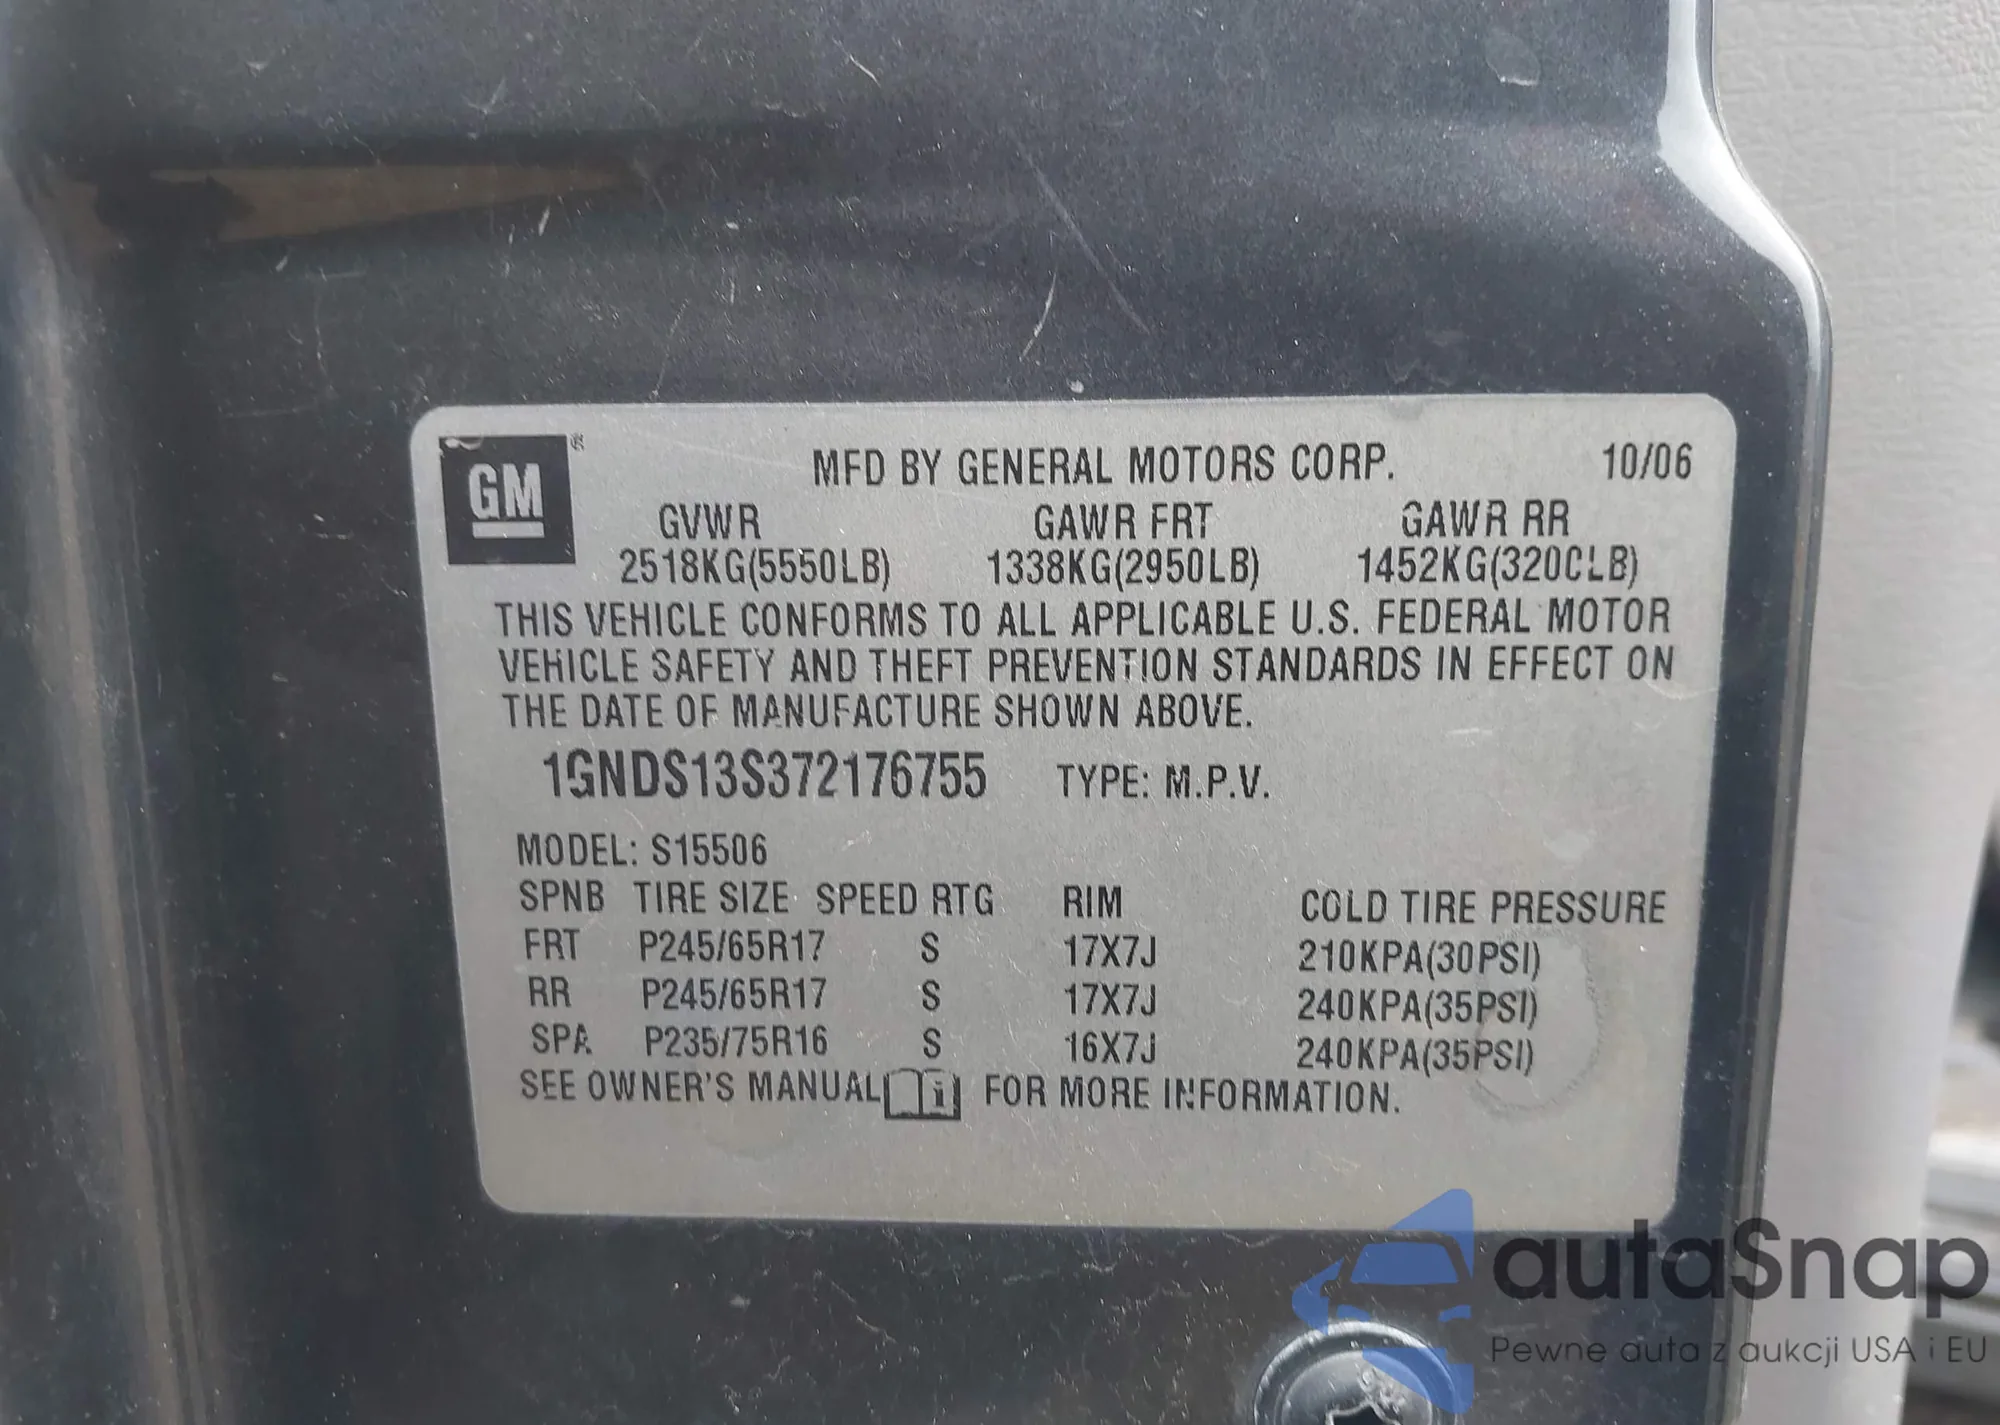 GM ®
MFD BY GENERAL MOTORS CORP. 10/06
GVWR GAWR FRT GAWR RR
2518KG(5550LB) 1338KG(2950LB) 1452KG(3200LB)
THIS VEHICLE CONFORMS TO ALL APPLICABLE U.S. FEDERAL MOTOR
VEHICLE SAFETY AND THEFT PREVENTION STANDARDS IN EFFECT ON
THE DATE OF MANUFACTURE SHOWN ABOVE.
1GNDS13S372176755 TYPE: M.P.V.
MODEL: S15506
SPNB TIRE SIZE SPEED RTG RIM COLD TIRE PRESSURE
FRT P245/65R17 S 17X7J 210KPA(30PSI)
RR P245/65R17 S 17X7J 240KPA(35PSI)
SPA P235/75R16 S 16X7J 240KPA(35PSI)
SEE OWNER'S MANUAL i FOR MORE INFORMATION.
autaSnap
Pewne auta z aukcji USA i EU